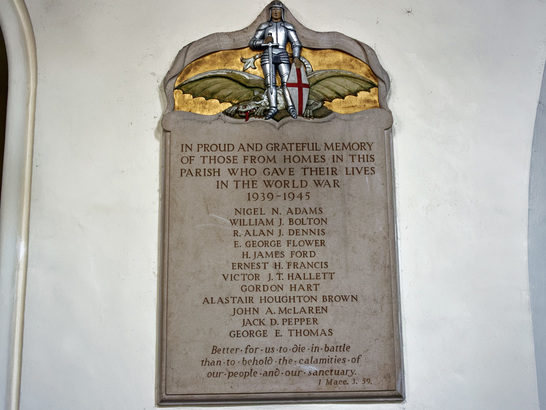 IN PROUD AND GRATEFUL MEMORY
OF THOSE FROM HOMES IN THIS
PARISH WHO GAVE THEIR LIVES
IN THE WORLD WAR
1939-1945
NIGEL N. ADAMS
WILLIAM J. BOLTON
R. ALAN J. DENNIS
E. GEORGE FLOWER
H. JAMES FORD
ERNEST H. FRANCIS
VICTOR J. T. HALLETT
GORDON HART
ALASTAIR HOUGHTON BROWN
JOHN A. McLAREN
JACK D. PEPPER
GEORGE E. THOMAS
Better·for·us·to·die·in·battle
than·to·behold·the·calamities·of
our·people·and·our·sanctuary.
1 Macc. 3. 59.